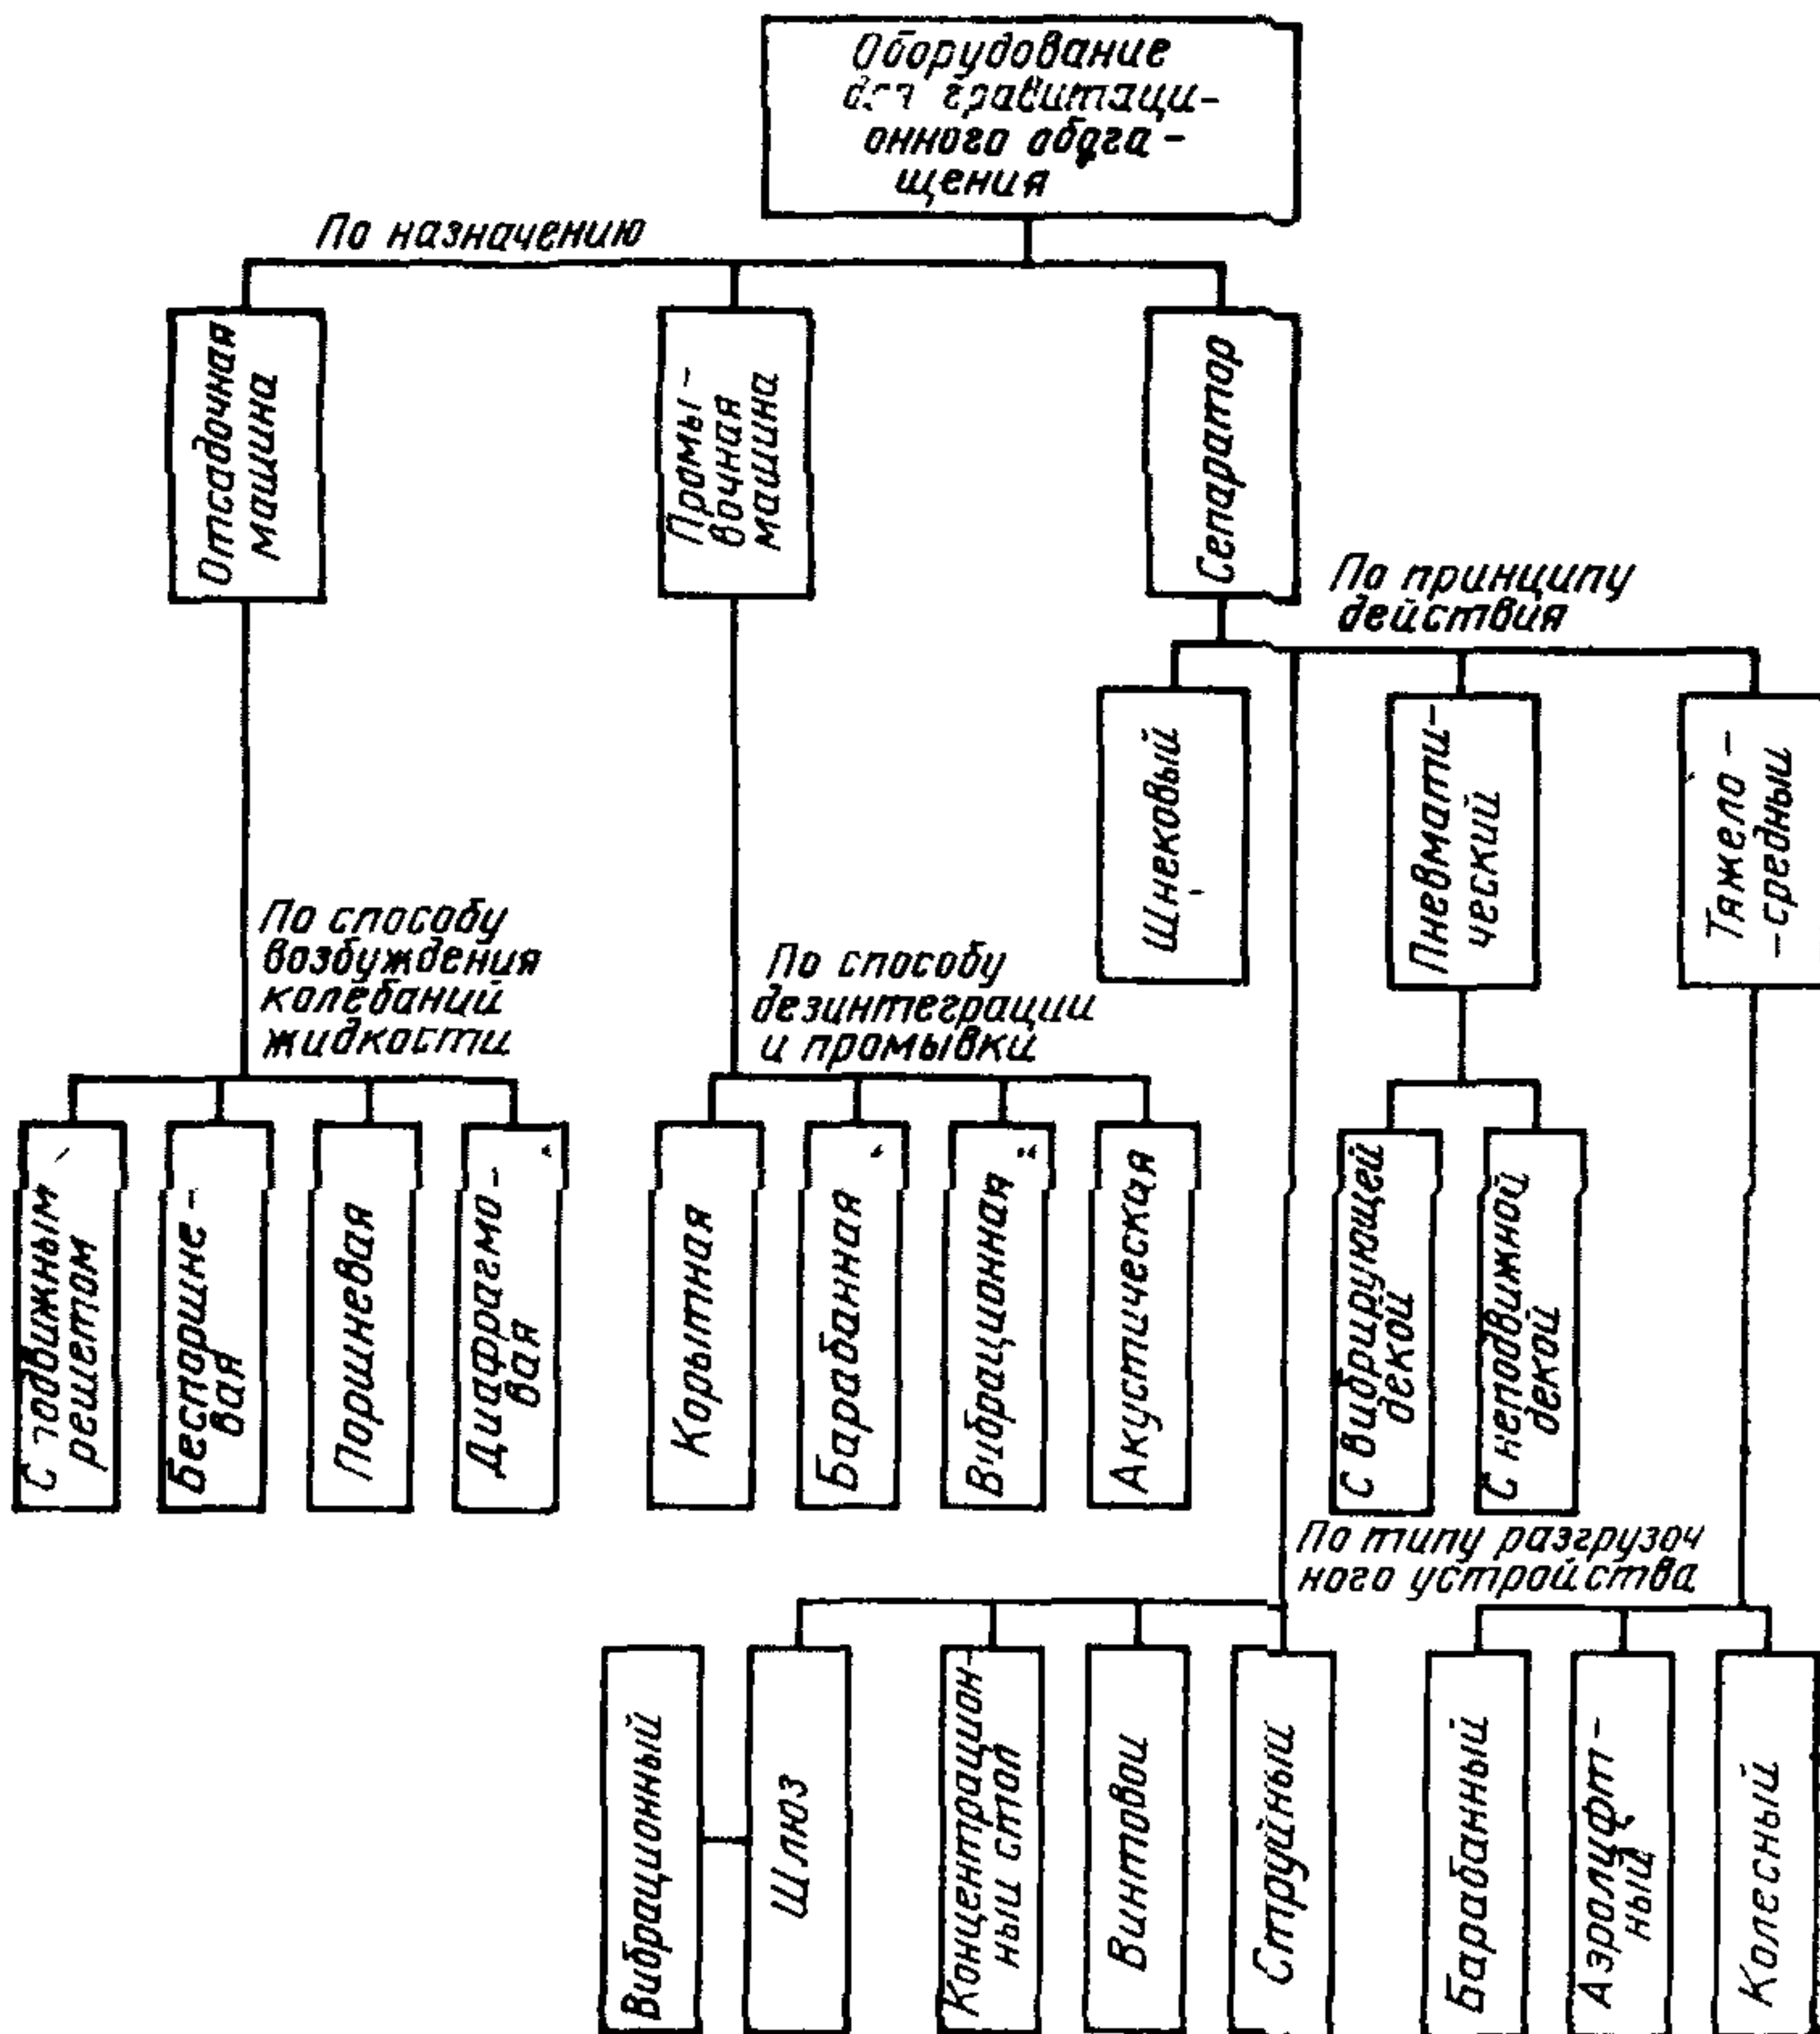 Оборудование
для гравитаци-
онного обога-
щения
По назначению
Отсадочная
машина
Промы-
вочная
машина
Сепаратор
По принципу
действия
Шнековый
Пневмати-
ческий
Тяжело-
-средный
По способу
возбуждения
колебаний
жидкости
По способу
дезинтеграции
и промывки
С подвижным
решетом
Беспоршне-
вая
Поршневая
Диафрагмо-
вая
Корытная
Барабанная
Вибрационная
Акустическая
С вибрирующей
декой
С неподвижной
декой
По типу разгрузоч
ного устройства
Вибрационный
Шлюз
Концентрацион-
ный стол
Винтовой
Струйный
Барабанный
Аэролифт-
ный
Колесный